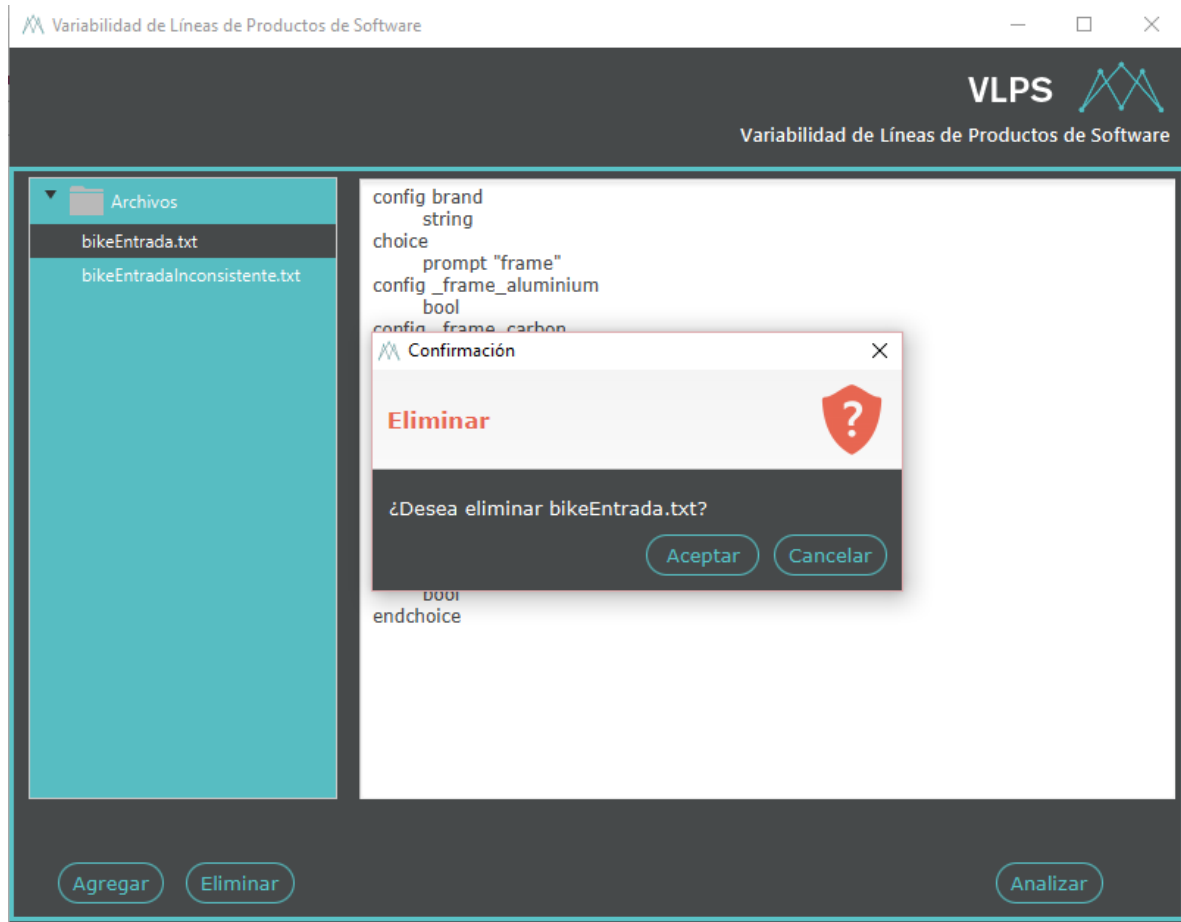 Variabilidad de Líneas de Productos de Software
VLPS
Variabilidad de Líneas de Productos de Software
Archivos
bikeEntrada.txt
bikeEntradaInconsistente.txt
config brand
string
choice
prompt "frame"
config _frame_aluminium
bool
config _frame_carbon
Confirmación
Eliminar
¿Desea eliminar bikeEntrada.txt?
Aceptar Cancelar
bool
endchoice
Agregar Eliminar Analizar